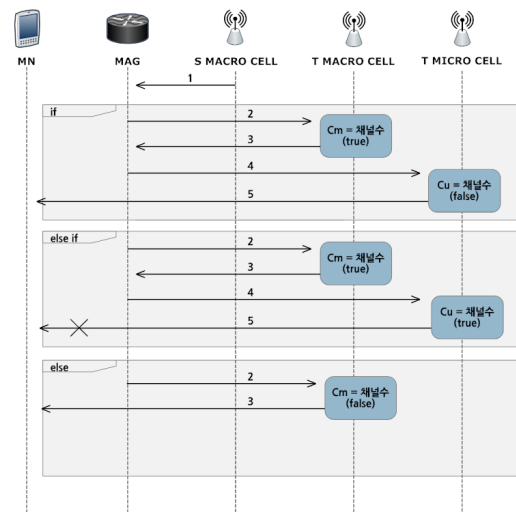 MN MAG S MACRO CELL T MACRO CELL T MICRO CELL
1
if
2
Cm = 채널수
(true)
3
4
Cu = 채널수
(false)
5
else if
2
Cm = 채널수
(true)
3
4
Cu = 채널수
(true)
5
else
2
Cm = 채널수
(false)
3